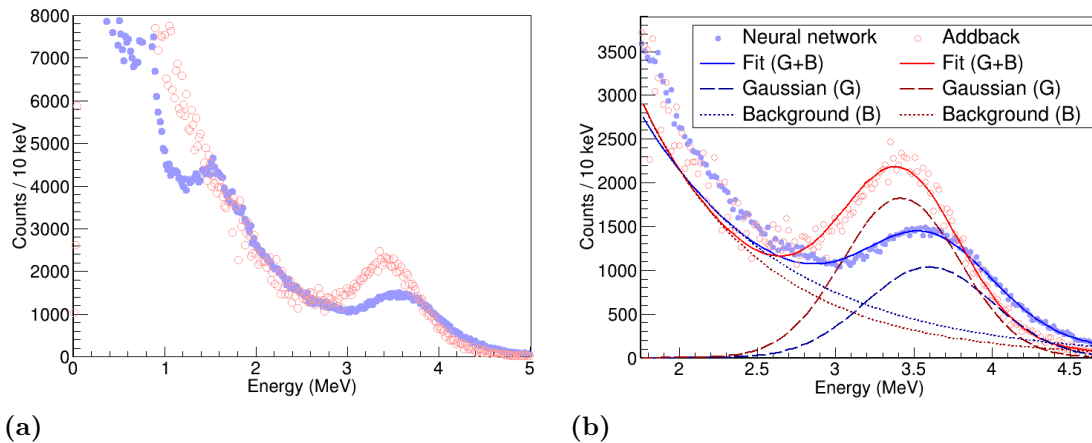 8000
7000
6000
5000
4000
3000
2000
1000
0
Counts / 10 keV
0 1 2 3 4 5
Energy (MeV)
(a)
3500
3000
2500
2000
1500
1000
500
0
Counts / 10 keV
Neural network Addback
Fit (G+B) Fit (G+B)
Gaussian (G) Gaussian (G)
Background (B) Background (B)
2 2.5 3 3.5 4 4.5
Energy (MeV)
(b)